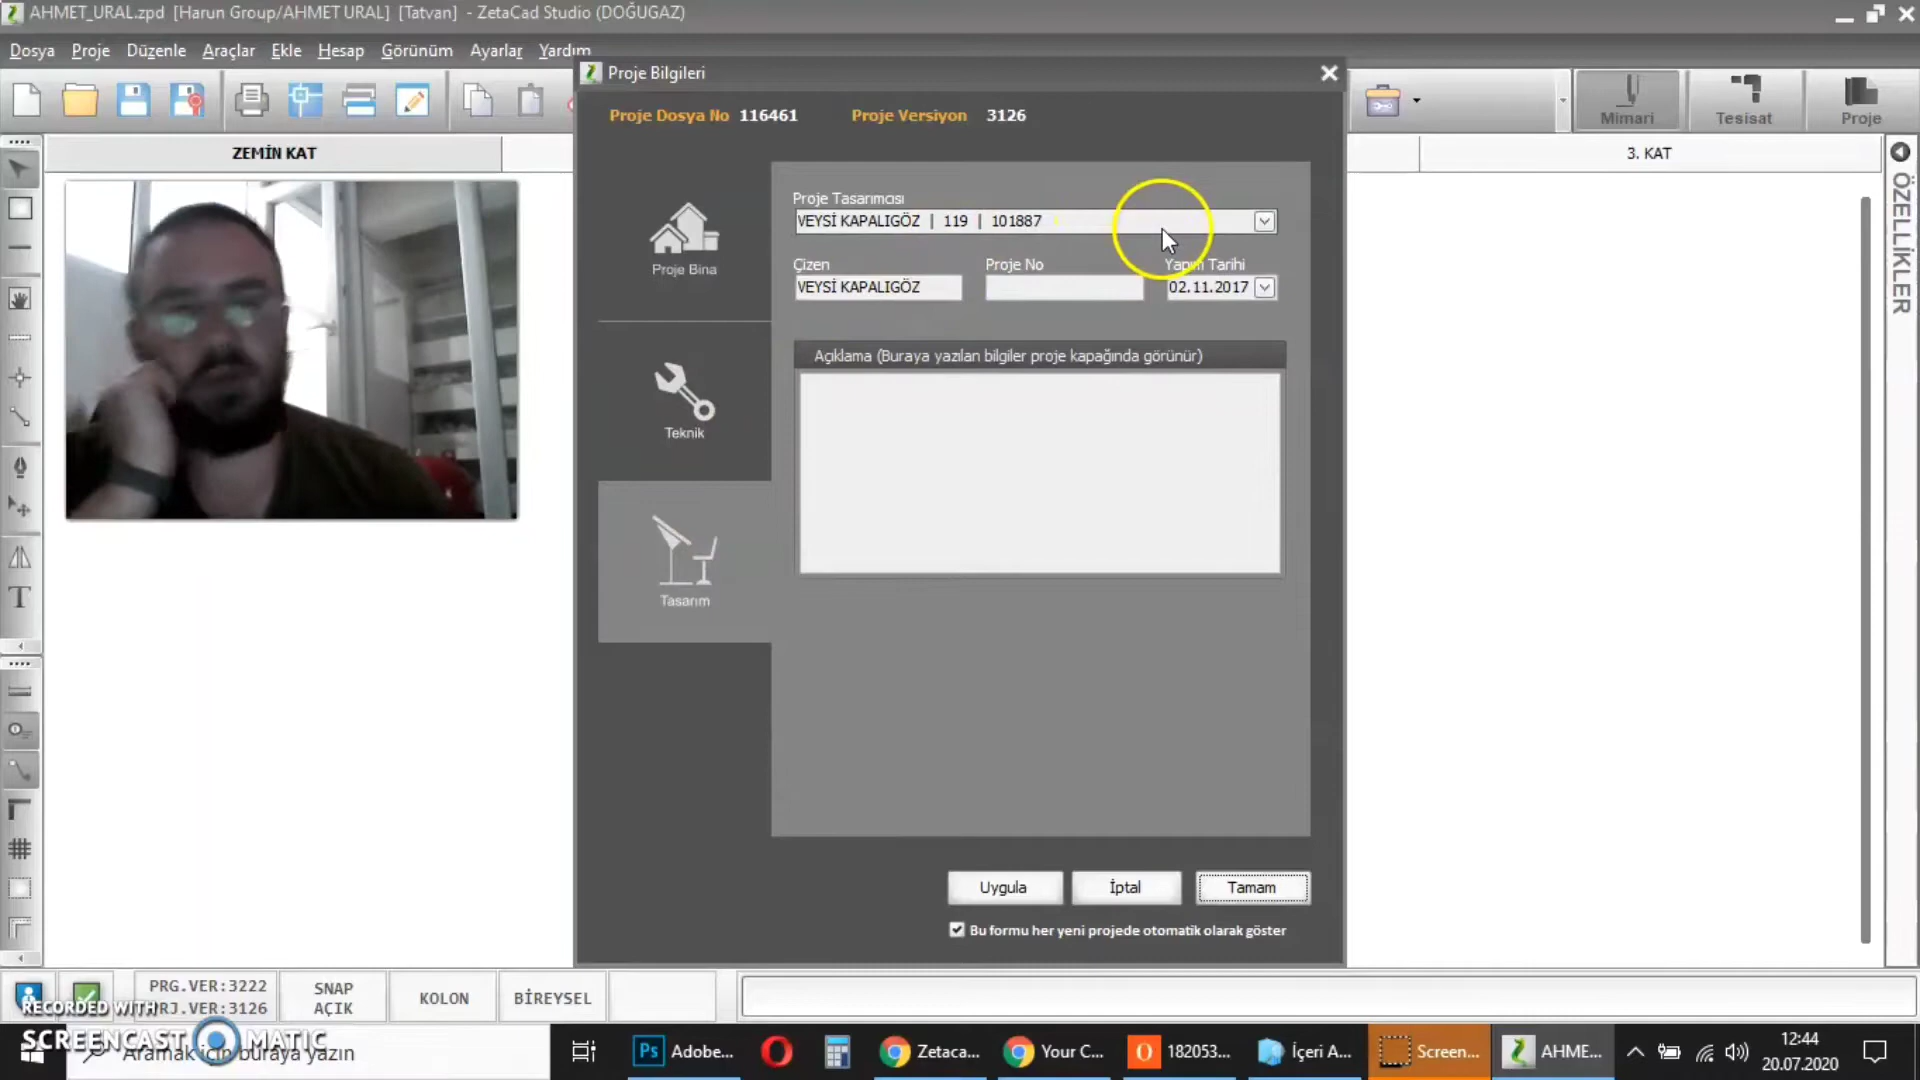 AHMET_URAL.zpd [Harun Group/AHMET URAL] [Tatvan] - ZetaCad Studio (DOĞUGAZ)
Dosya Proje Düzenle Araçlar Ekle Hesap Görünüm Ayarlar Yardım
Proje Bilgileri
Mimari Tesisat Proje
Proje Dosya No 116461 Proje Versiyon 3126
ZEMİN KAT
3. KAT
ÖZELLİKLER
Proje Bina
Teknik
Tasarım
Proje Tasarımcısı
VEYSİ KAPALIGÖZ | 119 | 101887
Çizen Proje No Yapım Tarihi
VEYSİ KAPALIGÖZ 02.11.2017
Açıklama (Buraya yazılan bilgiler proje kapağında görünür)
Uygula İptal Tamam
Bu formu her yeni projede otomatik olarak göster
PRG.VER:3222
PRJ.VER:3126
SNAP
AÇIK
KOLON
BİREYSEL
RECORDED WITH
SCREENCAST MATIC
Aramak için buraya yazın
Ps Adobe...
Zetaca...
Your C...
182053...
İçeri A...
Screen...
AHME...
12:44
20.07.2020